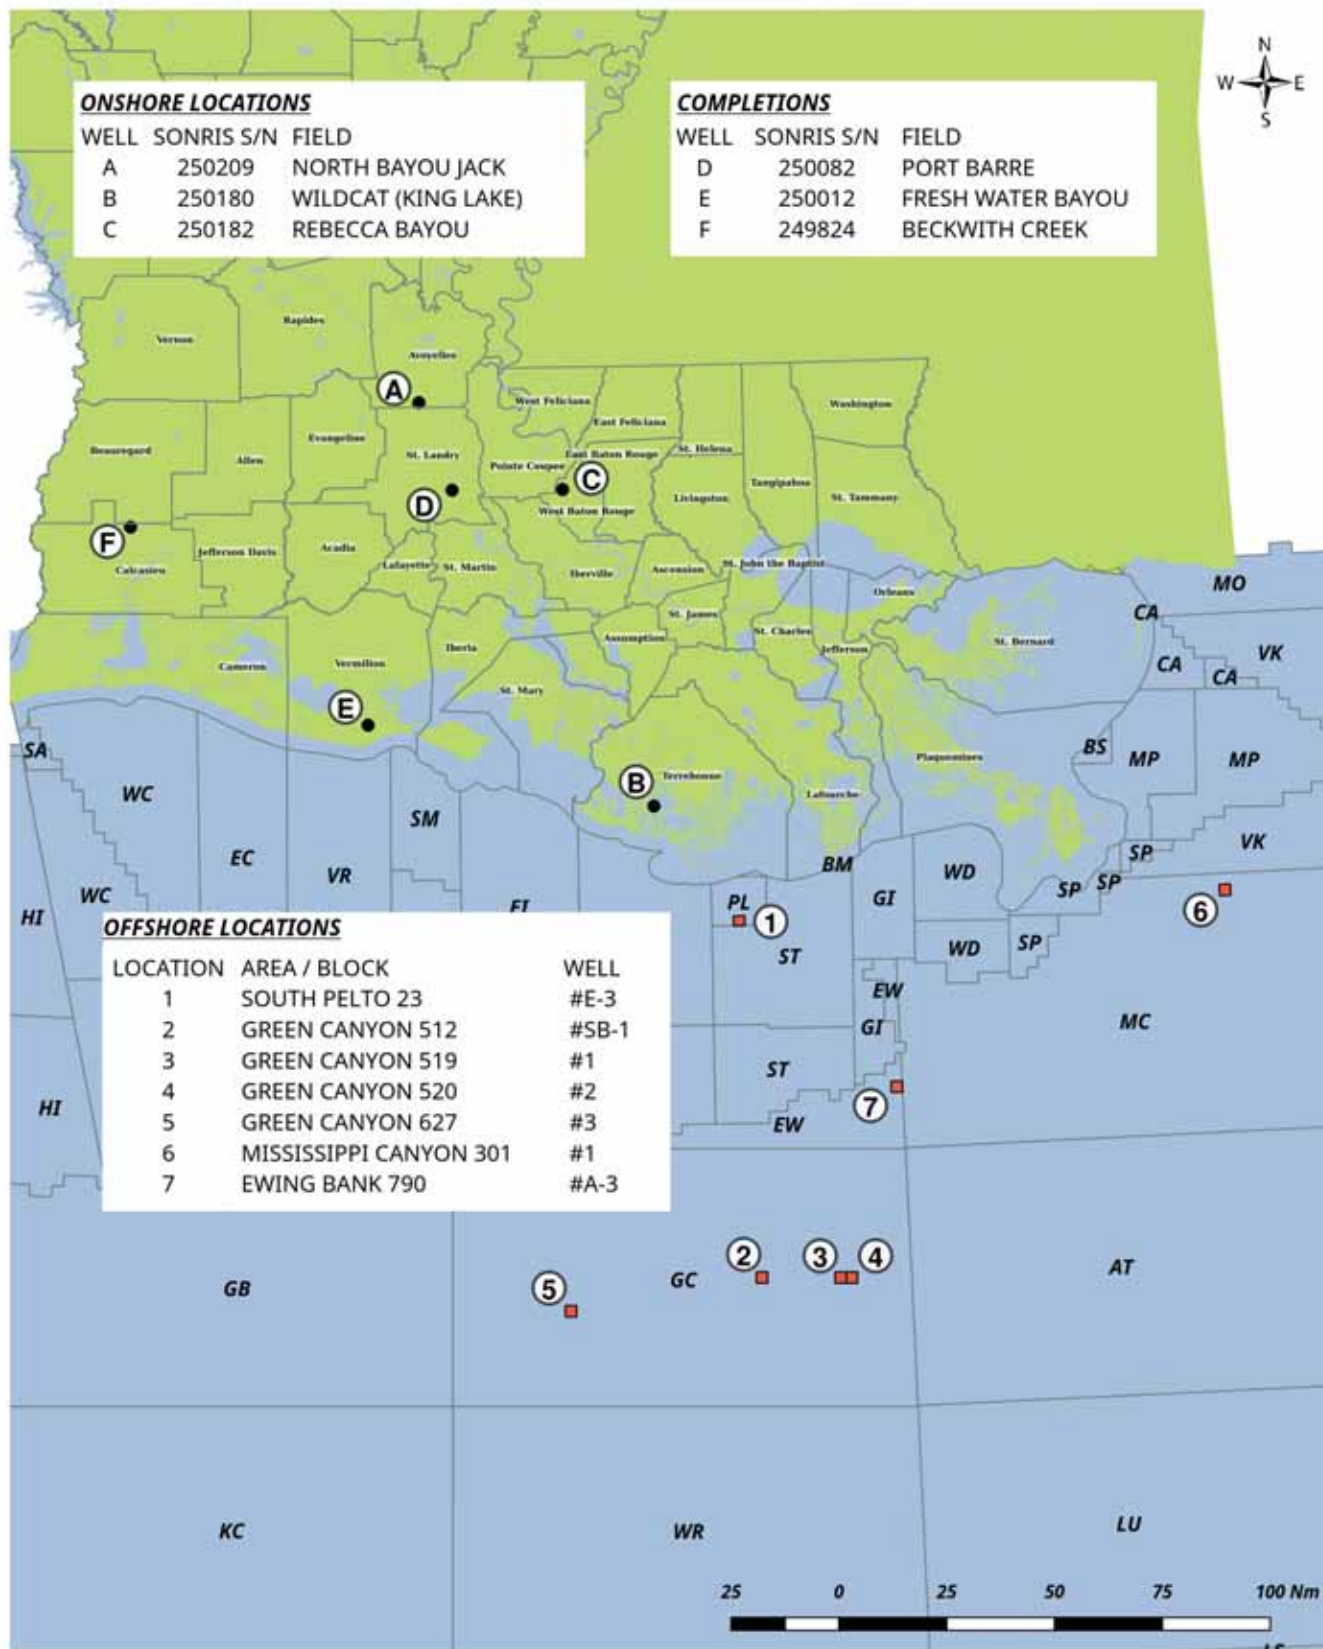 N
W E
S
ONSHORE LOCATIONS
WELL SONRIS S/N FIELD
A 250209 NORTH BAYOU JACK
B 250180 WILDCAT (KING LAKE)
C 250182 REBECCA BAYOU
COMPLETIONS
WELL SONRIS S/N FIELD
D 250082 PORT BARRE
E 250012 FRESH WATER BAYOU
F 249824 BECKWITH CREEK
Vernon
Rapides
Avoyelles
A
West Feliciana
East Feliciana
Washington
Beauregard
Allen
Evangeline
St. Landry
Pointe Coupee
East Baton Rouge
St. Helena
C
D
Livingston
Tangipahoa
St. Tammany
West Baton Rouge
F
Calcasieu
Jefferson Davis
Acadia
Lafayette
St. Martin
Iberville
Ascension
St. John the Baptist
Orleans
MO
CA
St. James
Assumption
St. Charles
Jefferson
St. Bernard
Iberia
Cameron
Vermilion
CA
VK
CA
St. Mary
E
SA
BS
MP
MP
Plaquemines
B
Terrebonne
Lafourche
WC
SM
EC
VR
BM
WD
SP
VK
SP
SP
WC
HI
PL
GI
6
1
WD
SP
ST
EW
GI
MC
ST
HI
7
EW
OFFSHORE LOCATIONS
LOCATION AREA / BLOCK WELL
1 SOUTH PELTO 23 #E-3
2 GREEN CANYON 512 #SB-1
3 GREEN CANYON 519 #1
4 GREEN CANYON 520 #2
5 GREEN CANYON 627 #3
6 MISSISSIPPI CANYON 301 #1
7 EWING BANK 790 #A-3
2 3 4
5
GB
GC
AT
KC
WR
LU
25 0 25 50 75 100 Nm